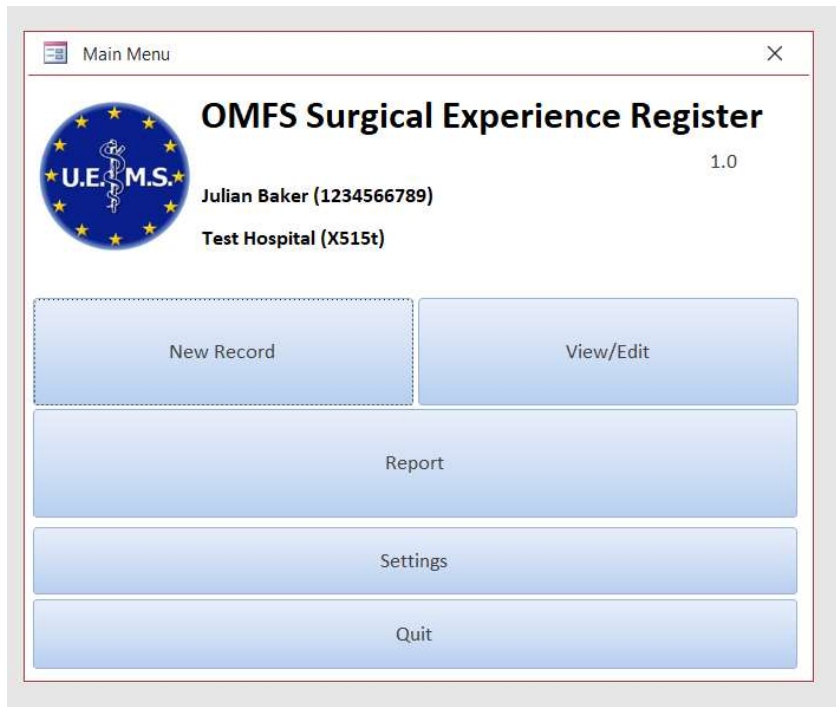 Main Menu
OMFS Surgical Experience Register
1.0
U.E. M.S.
Julian Baker (1234566789)
Test Hospital (X515t)
New Record
View/Edit
Report
Settings
Quit